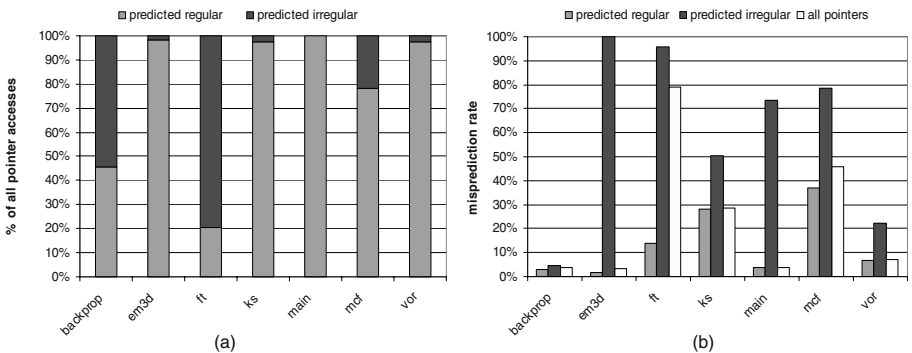 predicted regular predicted irregular
% of all pointer accesses
100%
90%
80%
70%
60%
50%
40%
30%
20%
10%
0%
backprop em3d ft ks main mcf vor
(a)
predicted regular predicted irregular all pointers
misprediction rate
100%
90%
80%
70%
60%
50%
40%
30%
20%
10%
0%
backprop em3d ft ks main mcf vor
(b)